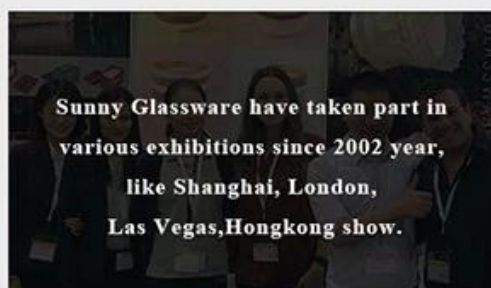 Sunny Glassware have taken part in
various exhibitions since 2002 year,
like Shanghai, London,
Las Vegas,Hongkong show.